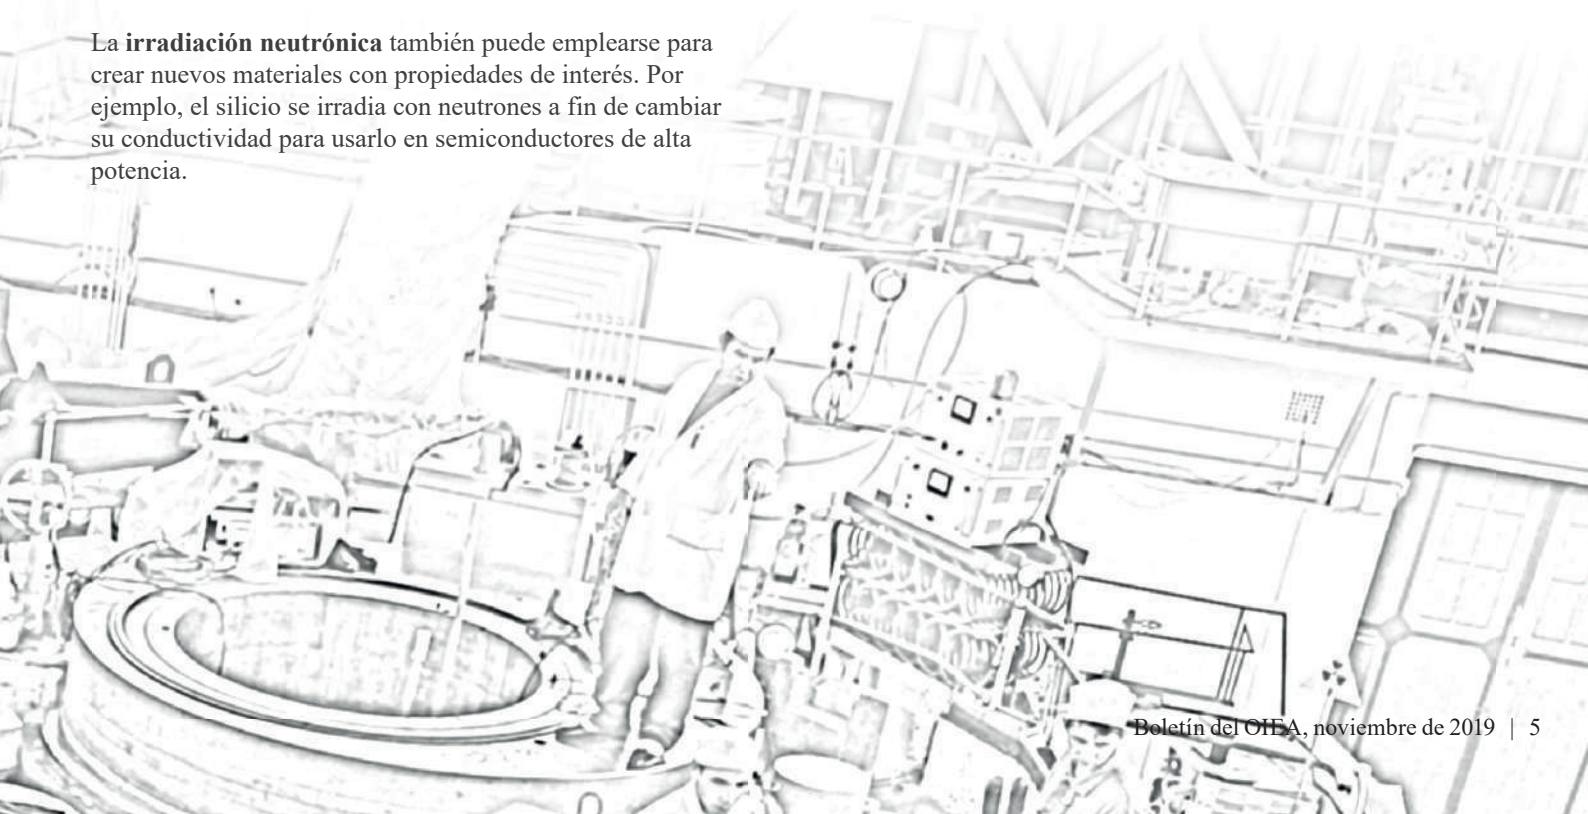 La irradiación neutrónica también puede emplearse para
crear nuevos materiales con propiedades de interés. Por
ejemplo, el silicio se irradia con neutrones a fin de cambiar
su conductividad para usarlo en semiconductores de alta
potencia.
Boletín del OIEA, noviembre de 2019 | 5